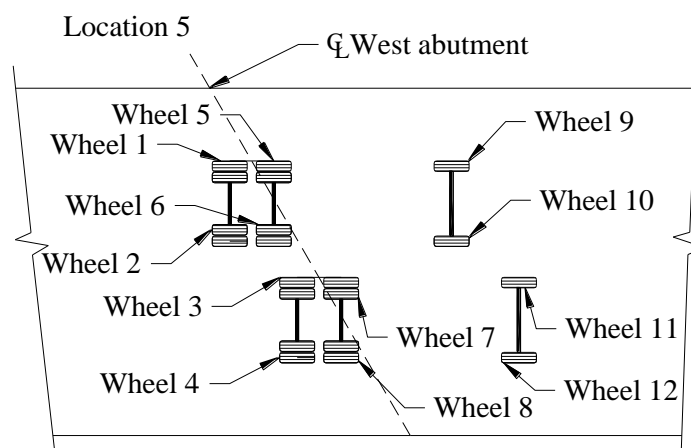 Location 5
℄ West abutment
Wheel 5
Wheel 1
Wheel 9
Wheel 6
Wheel 10
Wheel 2
Wheel 3
Wheel 7
Wheel 11
Wheel 4
Wheel 8
Wheel 12